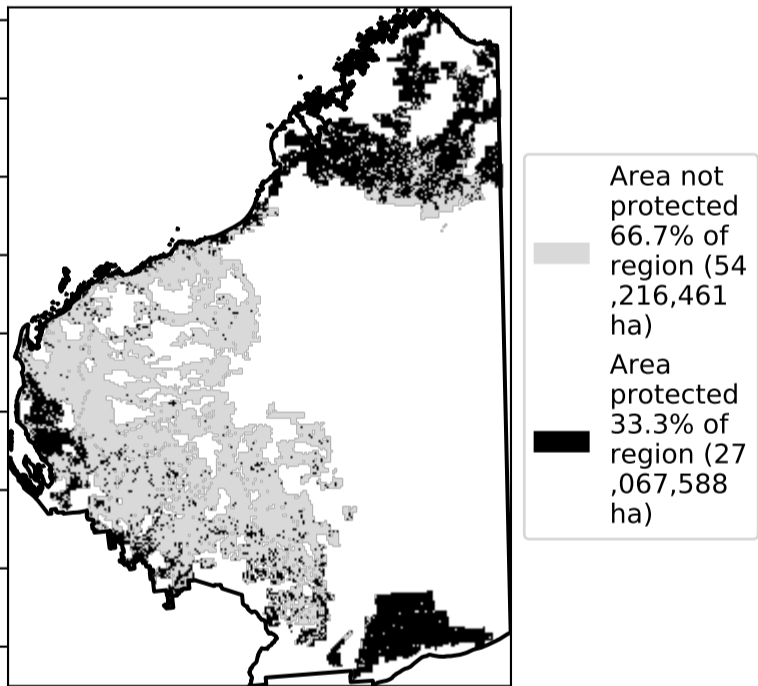 Area not
protected
66.7% of
region (54
,216,461
ha)
Area
protected
33.3% of
region (27
,067,588
ha)